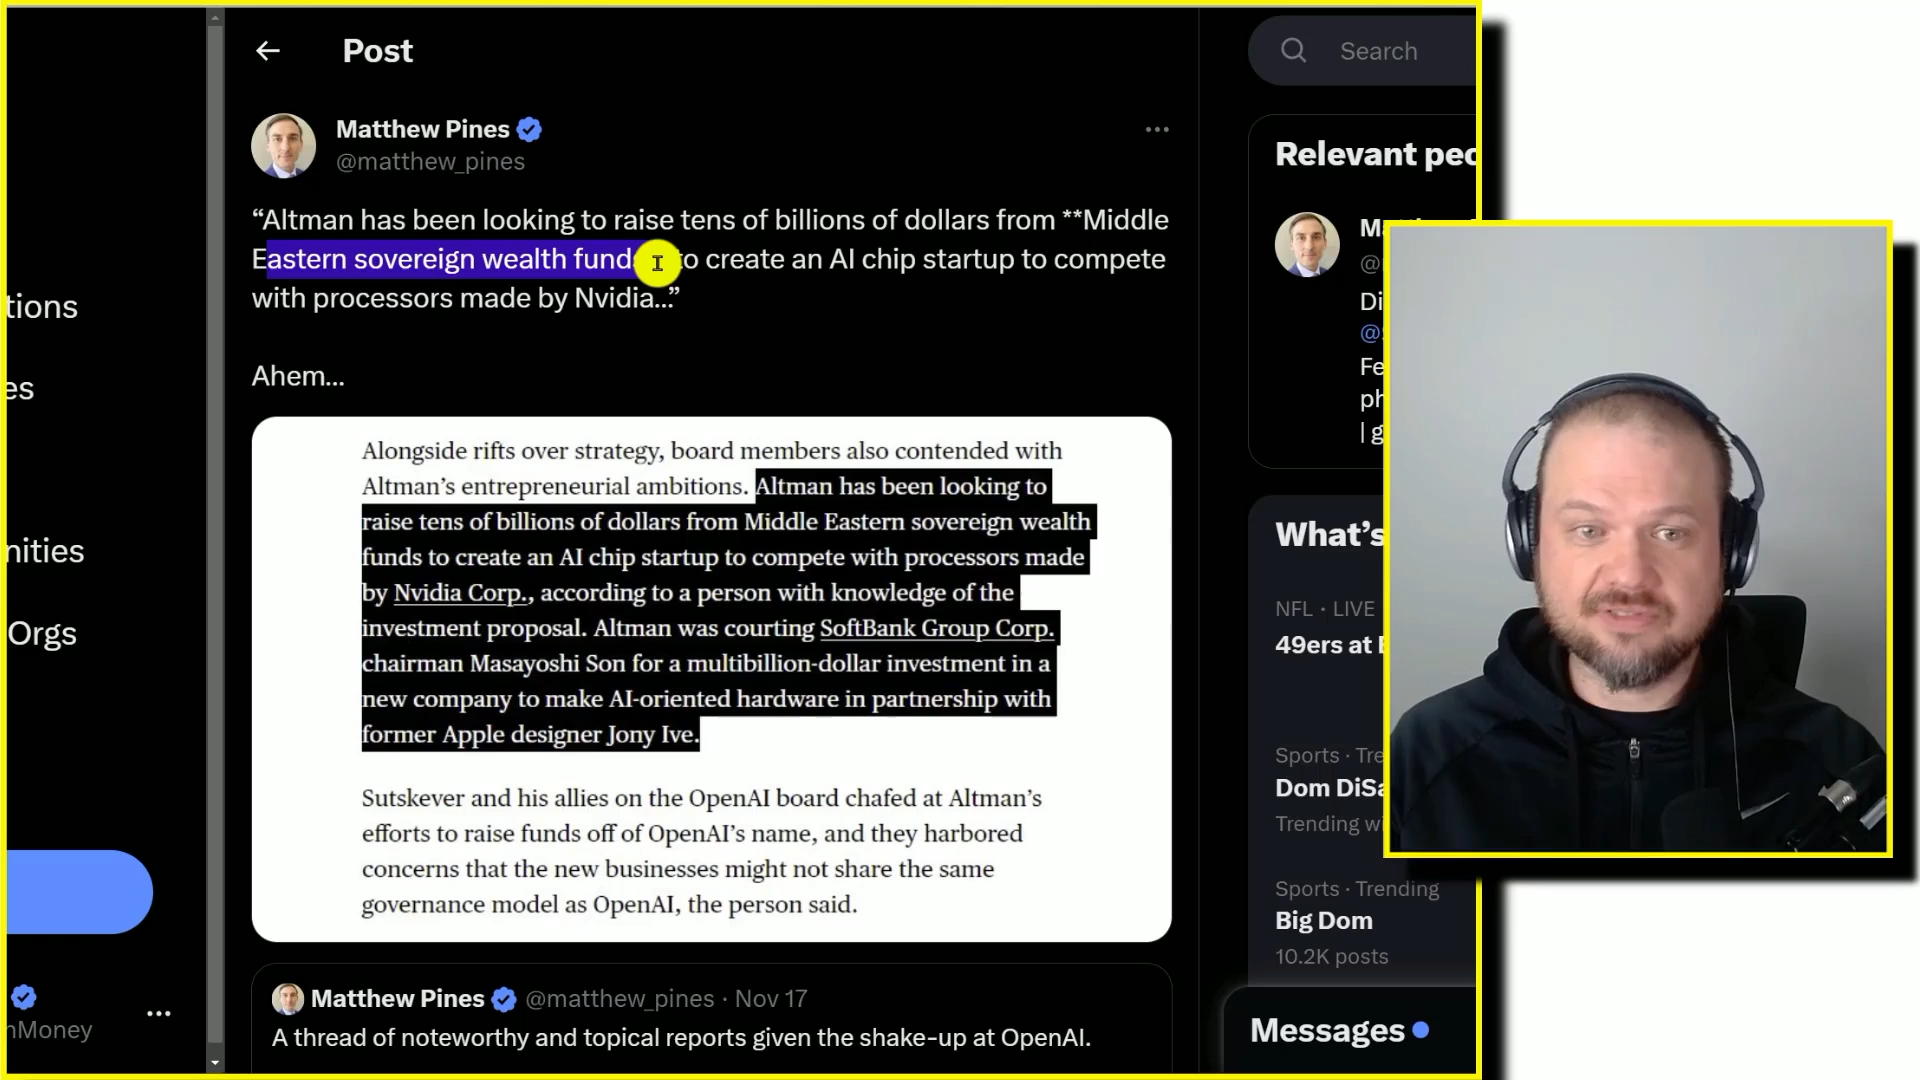 Post
Search
Matthew Pines
@matthew_pines
“Altman has been looking to raise tens of billions of dollars from **Middle
Eastern sovereign wealth fund to create an AI chip startup to compete
with processors made by Nvidia...”
Ahem...
Alongside rifts over strategy, board members also contended with
Altman’s entrepreneurial ambitions. Altman has been looking to
raise tens of billions of dollars from Middle Eastern sovereign wealth
funds to create an AI chip startup to compete with processors made
by Nvidia Corp., according to a person with knowledge of the
investment proposal. Altman was courting SoftBank Group Corp.
chairman Masayoshi Son for a multibillion-dollar investment in a
new company to make AI-oriented hardware in partnership with
former Apple designer Jony Ive.
Sutskever and his allies on the OpenAI board chafed at Altman’s
efforts to raise funds off of OpenAI’s name, and they harbored
concerns that the new businesses might not share the same
governance model as OpenAI, the person said.
Matthew Pines @matthew_pines · Nov 17
A thread of noteworthy and topical reports given the shake-up at OpenAI.
tions
es
nities
Orgs
nMoney
Relevant peo
Ma
@
Di
@
Fe
ph
| g
What’s
NFL · LIVE
49ers at
Sports · Tre
Dom DiSa
Trending wi
Sports · Trending
Big Dom
10.2K posts
Messages